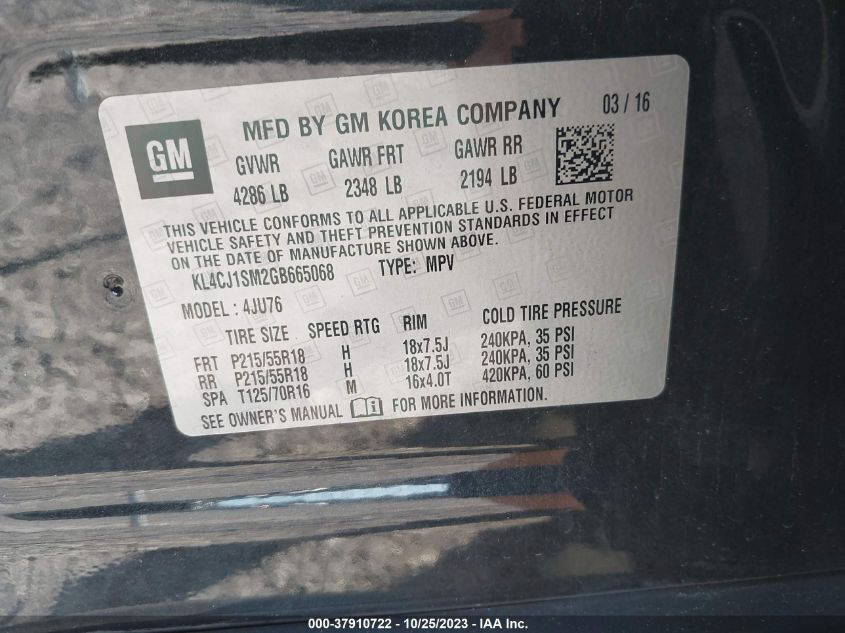 MFD BY GM KOREA COMPANY 03 / 16
GM
GVWR GAWR FRT GAWR RR
4286 LB 2348 LB 2194 LB
THIS VEHICLE CONFORMS TO ALL APPLICABLE U.S. FEDERAL MOTOR
VEHICLE SAFETY AND THEFT PREVENTION STANDARDS IN EFFECT
ON THE DATE OF MANUFACTURE SHOWN ABOVE.
KL4CJ1SM2GB665068 TYPE: MPV
MODEL : 4JU76
TIRE SIZE SPEED RTG RIM COLD TIRE PRESSURE
FRT P215/55R18 H 18x7.5J 240KPA, 35 PSI
RR P215/55R18 H 18x7.5J 240KPA, 35 PSI
SPA T125/70R16 M 16x4.0T 420KPA, 60 PSI
SEE OWNER'S MANUAL FOR MORE INFORMATION.
000-37910722 - 10/25/2023 - IAA Inc.